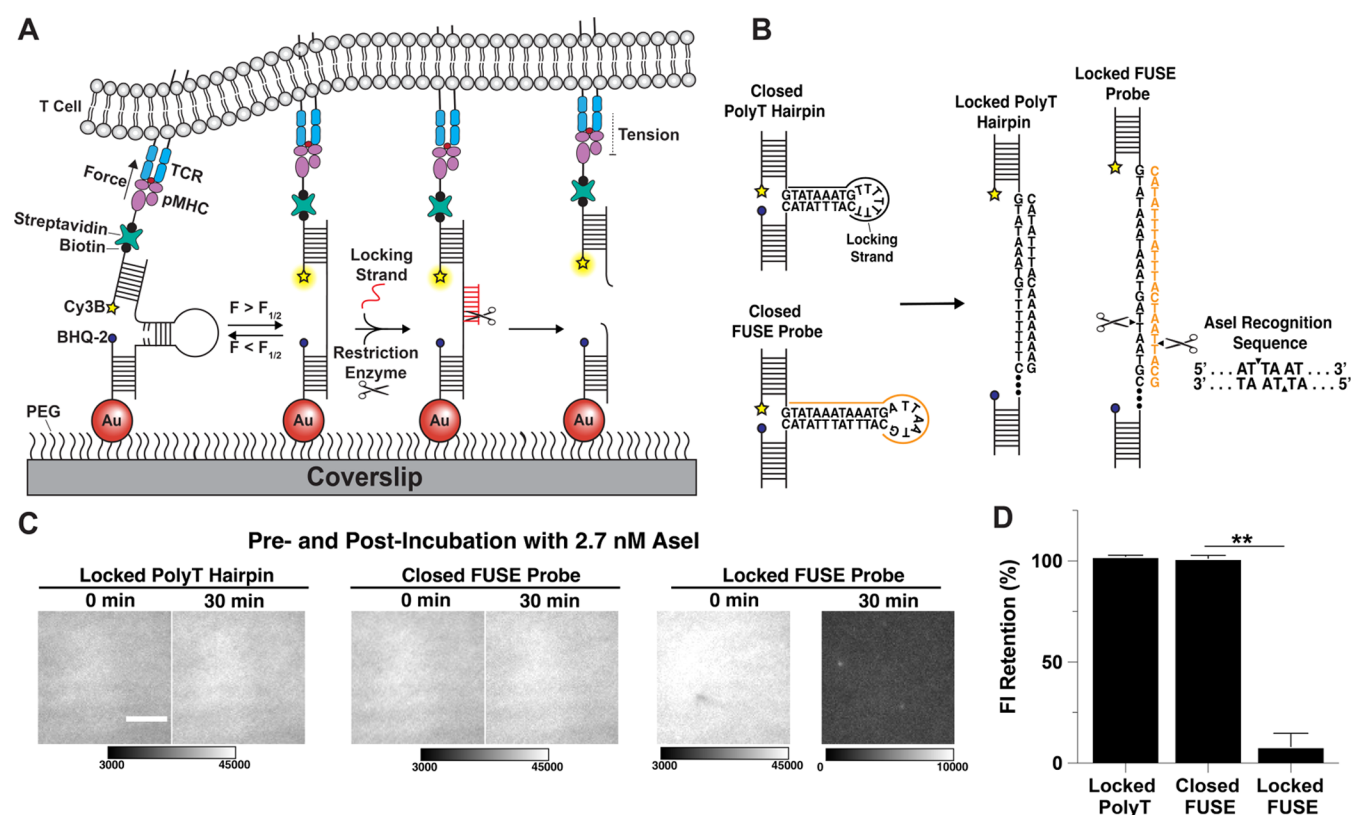 A
T Cell
Force
TCR
pMHC
Streptavidin
Biotin
Cy3B
BHQ-2
F > F1/2
F < F1/2
Locking
Strand
Restriction
Enzyme
Tension
PEG
Au
Au
Au
Au
Coverslip
B
Closed
PolyT Hairpin
GTATAAATGTTTTTTTC
CATATTTAC
Locking
Strand
Closed
FUSE Probe
GTATAAATAAATGATTAATG
CATATTTATTTAC
Locked PolyT
Hairpin
Locked FUSE
Probe
GTATAAATAAATGATTAATGC
CATATTTATTTACTAATTACG
AseI Recognition
Sequence
5' . . . AT TA AT . . . 3'
3' . . . TA AT TA . . . 5'
C
Pre- and Post-Incubation with 2.7 nM AseI
Locked PolyT Hairpin
Closed FUSE Probe
Locked FUSE Probe
0 min
30 min
0 min
30 min
0 min
30 min
3000
45000
3000
45000
3000
45000
0
10000
D
FI Retention (%)
**
100
50
0
Locked
PolyT
Closed
FUSE
Locked
FUSE